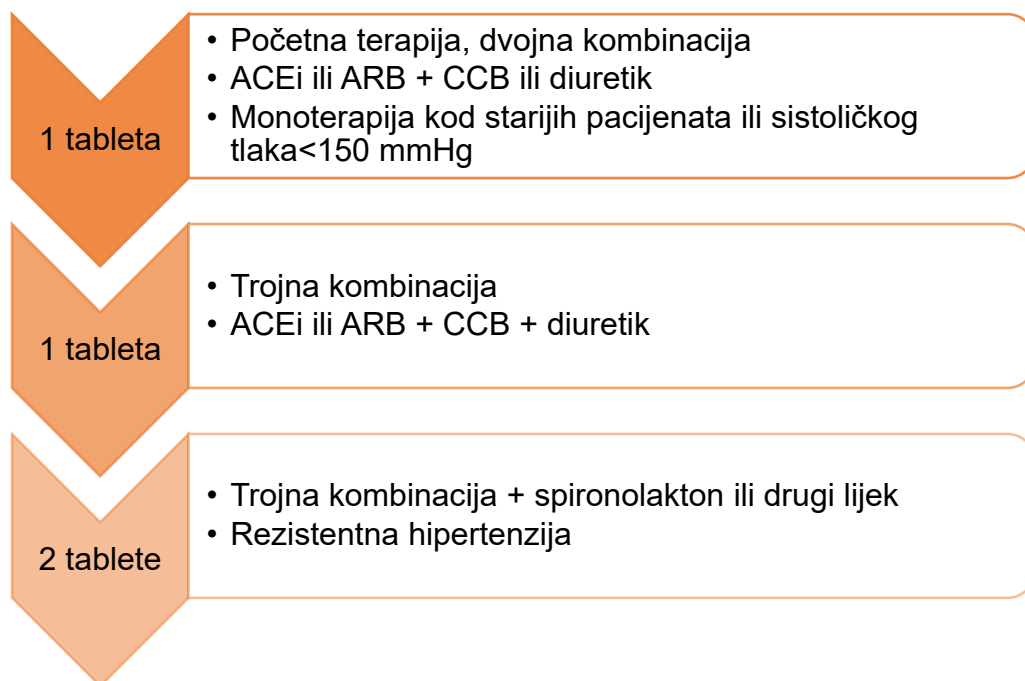 1 tableta
• Početna terapija, dvojna kombinacija
• ACEi ili ARB + CCB ili diuretik
• Monoterapija kod starijih pacijenata ili sistoličkog
tlaka<150 mmHg
1 tableta
• Trojna kombinacija
• ACEi ili ARB + CCB + diuretik
2 tablete
• Trojna kombinacija + spironolakton ili drugi lijek
• Rezistentna hipertenzija